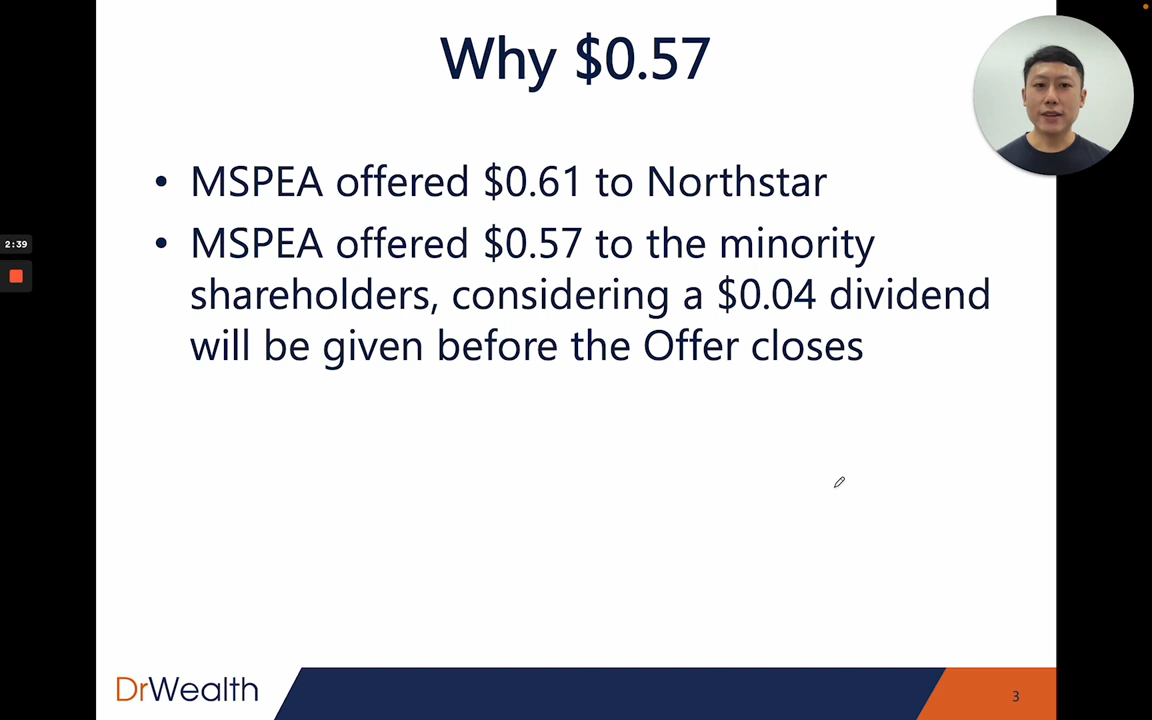 Why $0.57
• MSPEA offered $0.61 to Northstar
• MSPEA offered $0.57 to the minority
shareholders, considering a $0.04 dividend
will be given before the Offer closes
2:39
DrWealth
3